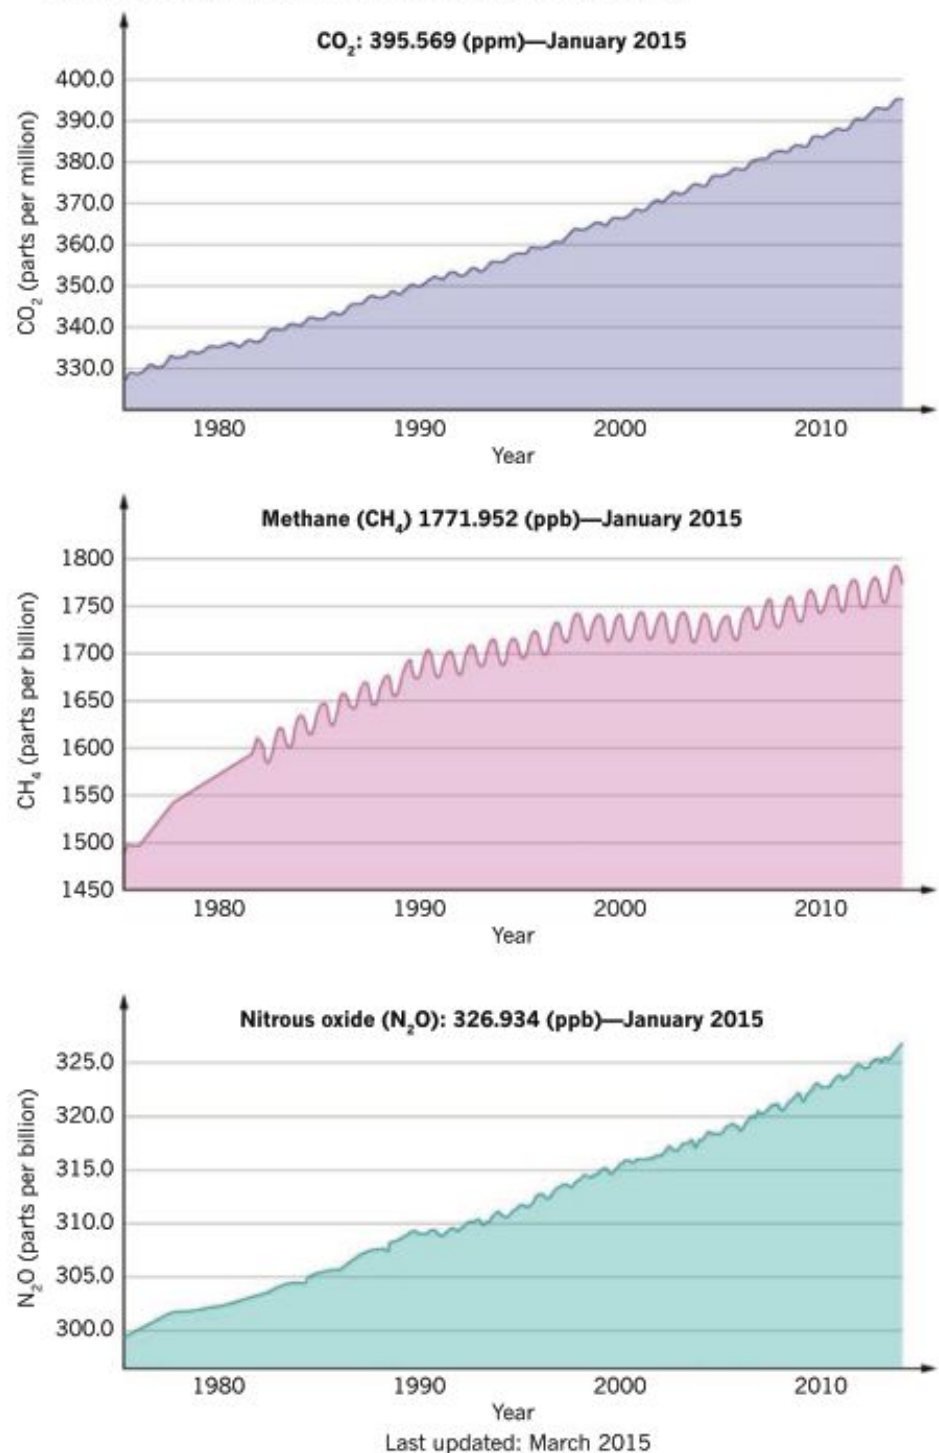 CO₂: 395.569 (ppm)—January 2015
CO₂ (parts per million)
400.0
390.0
380.0
370.0
360.0
350.0
340.0
330.0
1980 1990 2000 2010
Year
Methane (CH₄) 1771.952 (ppb)—January 2015
CH₄ (parts per billion)
1800
1750
1700
1650
1600
1550
1500
1450
1980 1990 2000 2010
Year
Nitrous oxide (N₂O): 326.934 (ppb)—January 2015
N₂O (parts per billion)
325.0
320.0
315.0
310.0
305.0
300.0
1980 1990 2000 2010
Year
Last updated: March 2015